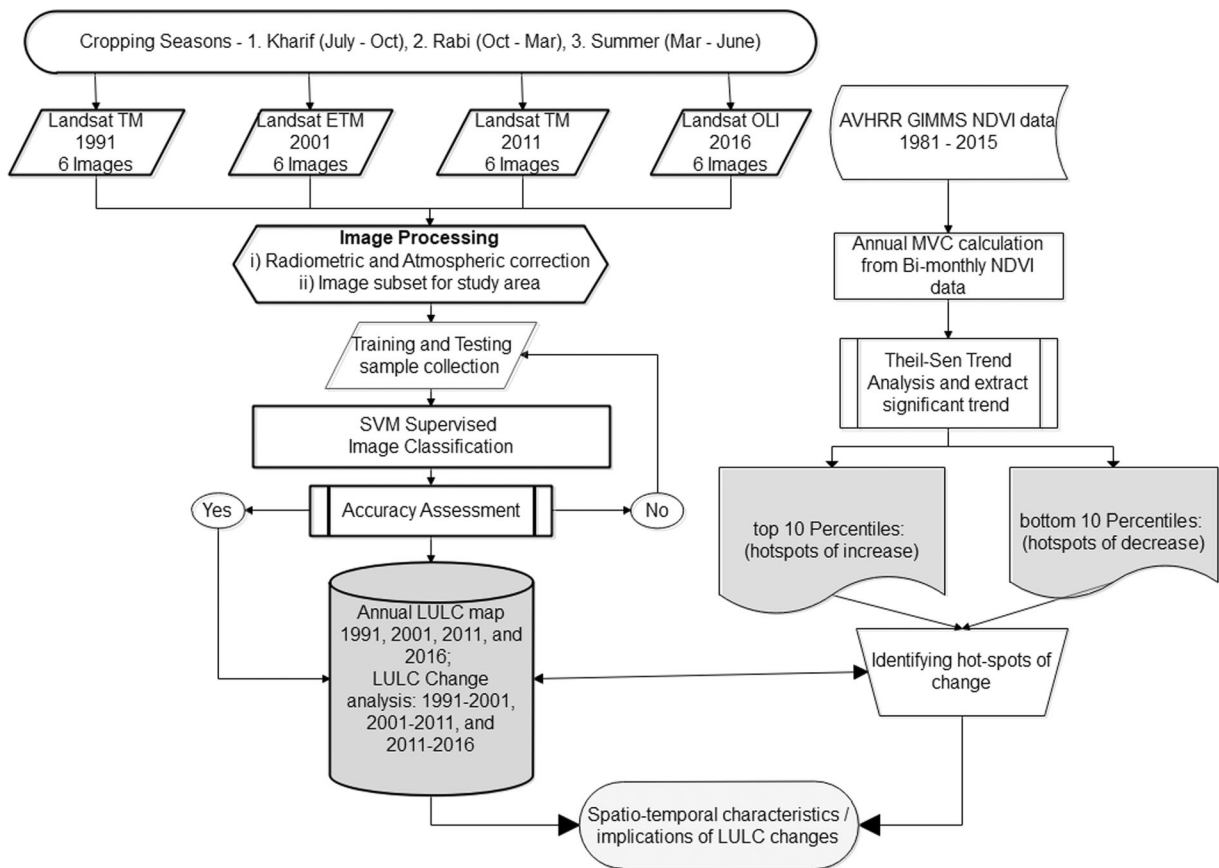 Cropping Seasons - 1. Kharif (July - Oct), 2. Rabi (Oct - Mar), 3. Summer (Mar - June)
Landsat TM
1991
6 Images
Landsat ETM
2001
6 Images
Landsat TM
2011
6 Images
Landsat OLI
2016
6 Images
AVHRR GIMMS NDVI data
1981 - 2015
Image Processing
i) Radiometric and Atmospheric correction
ii) Image subset for study area
Annual MVC calculation
from Bi-monthly NDVI
data
Training and Testing
sample collection
Theil-Sen Trend
Analysis and extract
significant trend
SVM Supervised
Image Classification
Yes
Accuracy Assessment
No
top 10 Percentiles:
(hotspots of increase)
bottom 10 Percentiles:
(hotspots of decrease)
Annual LULC map
1991, 2001, 2011, and
2016;
LULC Change
analysis: 1991-2001,
2001-2011, and
2011-2016
Identifying hot-spots of
change
Spatio-temporal characteristics /
implications of LULC changes